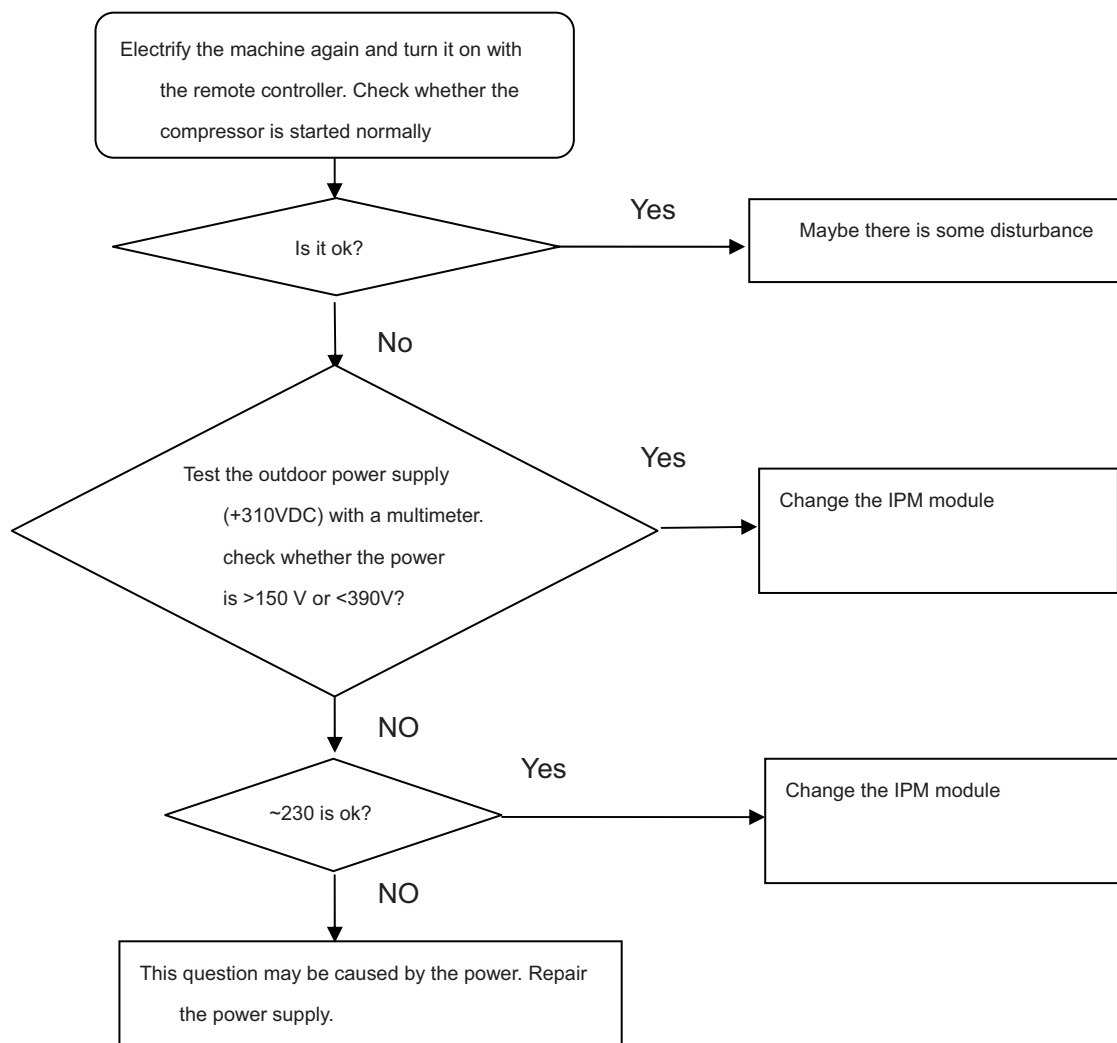 Electrify the machine again and turn it on with
the remote controller. Check whether the
compressor is started normally
Is it ok?
Yes
Maybe there is some disturbance
No
Test the outdoor power supply
(+310VDC) with a multimeter.
check whether the power
is >150 V or <390V?
Yes
Change the IPM module
NO
~230 is ok?
Yes
Change the IPM module
NO
This question may be caused by the power. Repair
the power supply.